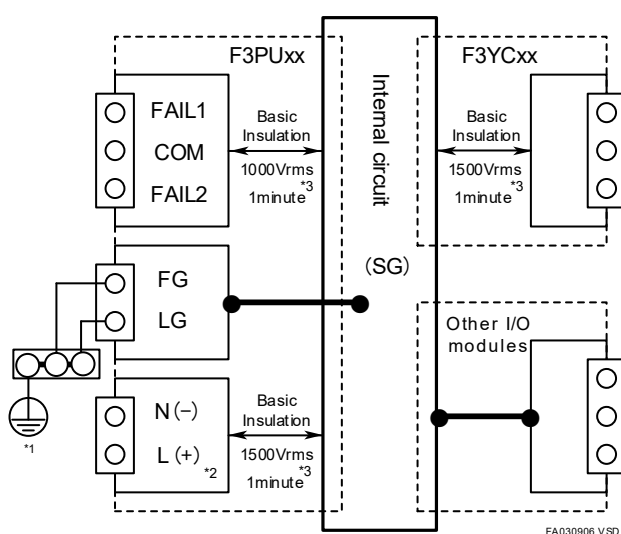 F3PUxx
FAIL1
COM
FAIL2
Basic
Insulation
1000Vrms
1minute*3
FG
LG
*1
N(−)
L(+)
*2
Basic
Insulation
1500Vrms
1minute*3
Internal circuit
(SG)
F3YCxx
Basic
Insulation
1500Vrms
1minute*3
Other I/O
modules
FA030906.VSD